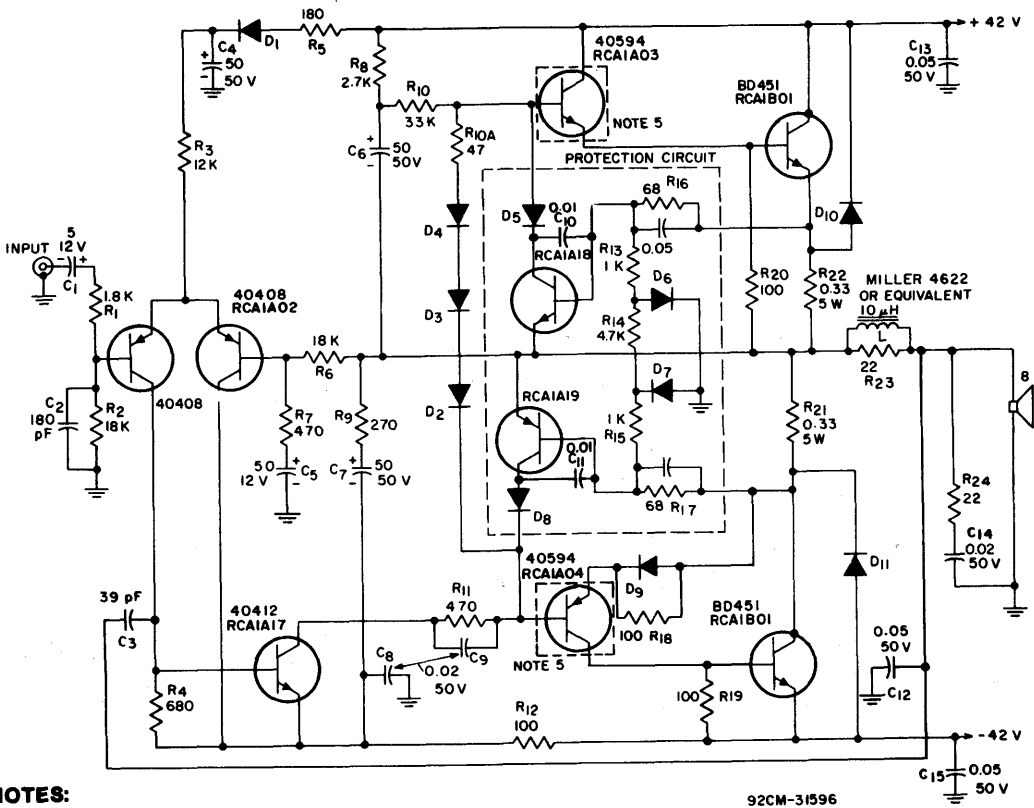 180
R5
D1
+ 42 V
C4
50
50 V
R8
2.7K
40594
RCA1A03
NOTE 5
C13
0.05
50 V
BD451
RCA1B01
R10
33 K
R10A
47
R3
12K
C6
50
50V
PROTECTION CIRCUIT
68 R16
D5
0.01
C10
D4
0.05
D10
RCA1A18
R13
1 K
D6
INPUT
5
12 V
C1
1.8 K
R1
40408
RCA1A02
D3
R14
4.7K
R20
100
R22
0.33
5 W
MILLER 4622
OR EQUIVALENT
10 μH
L
22
R23
18 K
R6
D7
8
40408
C2
180
pF
R2
18K
R7
470
R9
270
D2
RCA1A19
1 K
R15
R21
0.33
5W
50
12 V
C5
C7
50
50 V
0.01
C11
68 R17
D8
R24
22
C14
0.02
50 V
40594
RCA1A04
D9
100 R18
NOTE 5
BD451
RCA1B01
D11
39 pF
C3
40412
RCA1A17
R11
470
C8
C9
0.02
50 V
0.05
50 V
C12
R4
680
100
R19
R12
100
- 42 V
C15
0.05
50 V
NOTES:
92CM-31596